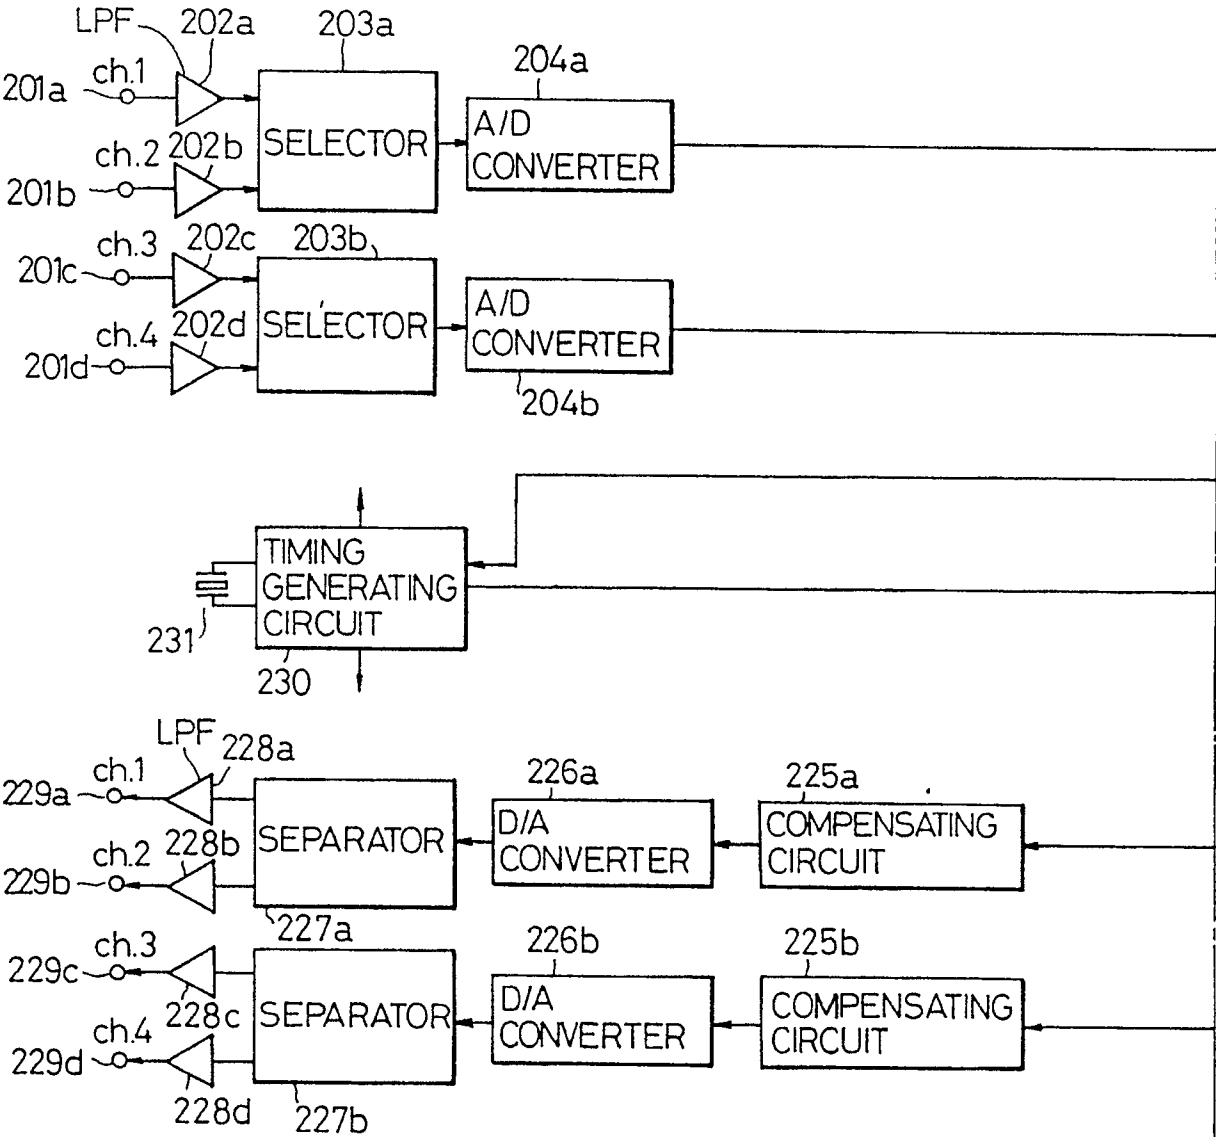 LPF 202a 203a
ch.1
201a
204a
SELECTOR
A/D
CONVERTER
ch.2 202b
201b
ch.3 202c 203b
201c
SELECTOR
A/D
CONVERTER
ch.4 202d
201d
204b
TIMING
GENERATING
CIRCUIT
231
230
LPF
228a
ch.1
229a
226a
225a
SEPARATOR
D/A
CONVERTER
COMPENSATING
CIRCUIT
ch.2 228b
229b
227a
ch.3
229c
226b
225b
228c
SEPARATOR
D/A
CONVERTER
COMPENSATING
CIRCUIT
ch.4
229d
228d
227b